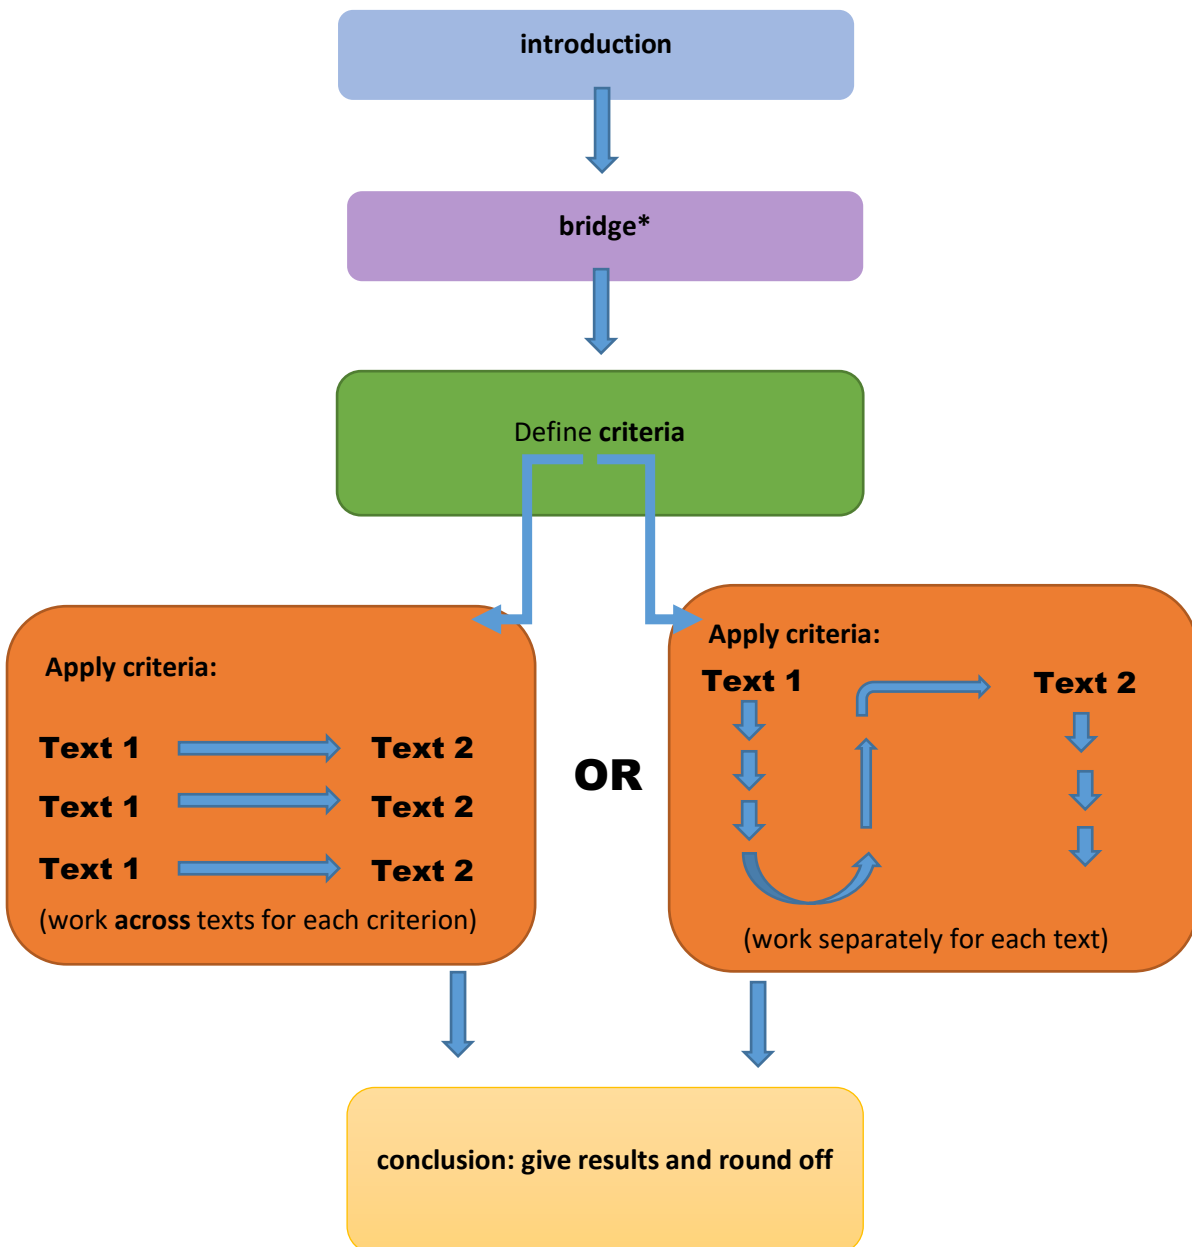 introduction
bridge*
Define criteria
Apply criteria:
Text 1 Text 2
Text 1 Text 2
Text 1 Text 2
(work across texts for each criterion)
OR
Apply criteria:
Text 1 Text 2
(work separately for each text)
conclusion: give results and round off